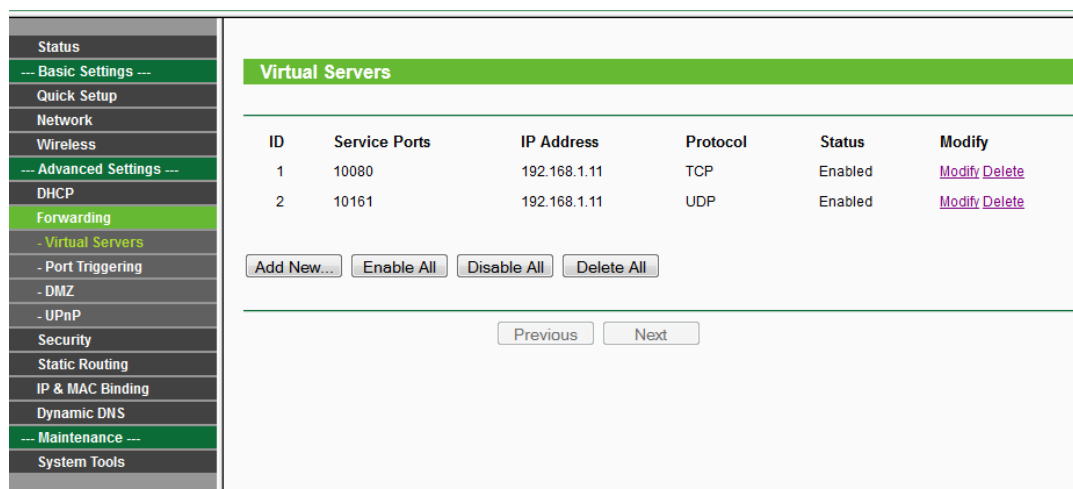 Status
--- Basic Settings ---
Quick Setup
Network
Wireless
--- Advanced Settings ---
DHCP
Forwarding
- Virtual Servers
- Port Triggering
- DMZ
- UPnP
Security
Static Routing
IP & MAC Binding
Dynamic DNS
--- Maintenance ---
System Tools
Virtual Servers
ID Service Ports IP Address Protocol Status Modify
1 10080 192.168.1.11 TCP Enabled Modify Delete
2 10161 192.168.1.11 UDP Enabled Modify Delete
Add New... Enable All Disable All Delete All
Previous Next